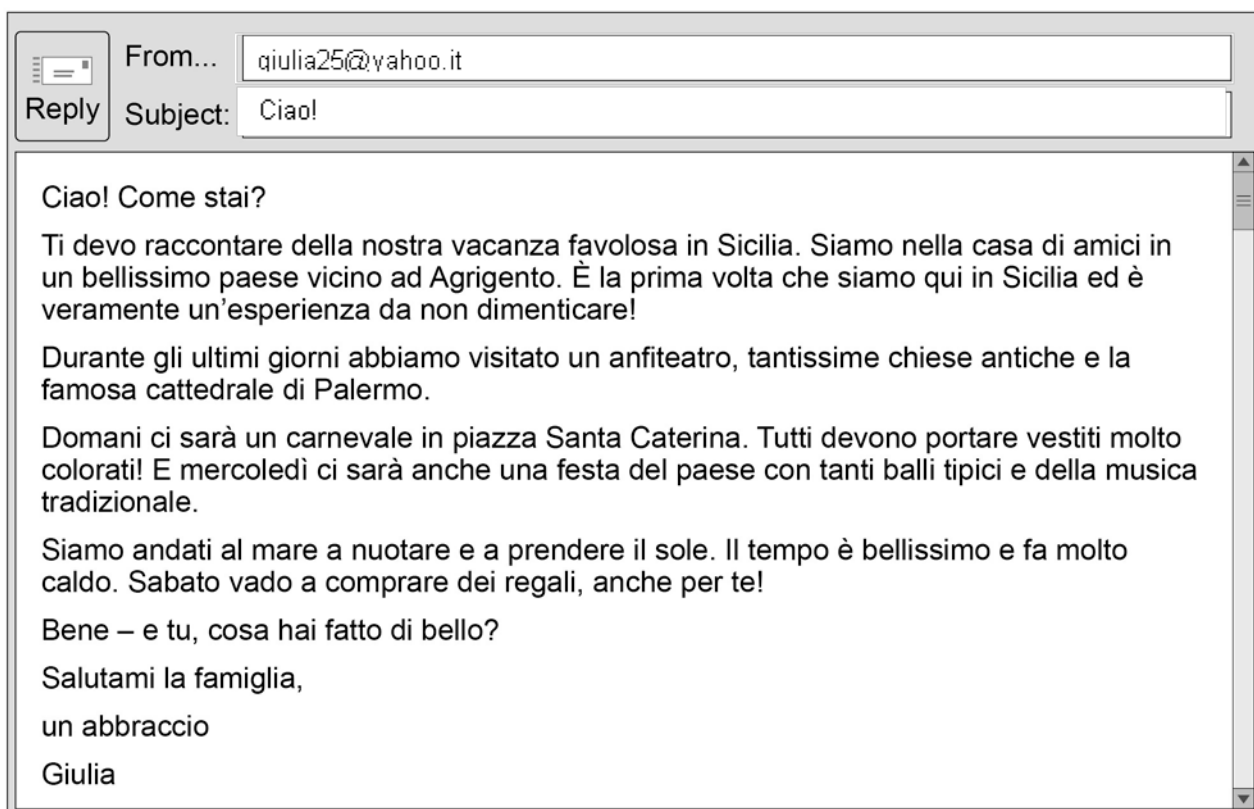 From... giulia25@yahoo.it
Reply
Subject: Ciao!
Ciao! Come stai?
Ti devo raccontare della nostra vacanza favolosa in Sicilia. Siamo nella casa di amici in
un bellissimo paese vicino ad Agrigento. È la prima volta che siamo qui in Sicilia ed è
veramente un’esperienza da non dimenticare!
Durante gli ultimi giorni abbiamo visitato un anfiteatro, tantissime chiese antiche e la
famosa cattedrale di Palermo.
Domani ci sarà un carnevale in piazza Santa Caterina. Tutti devono portare vestiti molto
colorati! E mercoledì ci sarà anche una festa del paese con tanti balli tipici e della musica
tradizionale.
Siamo andati al mare a nuotare e a prendere il sole. Il tempo è bellissimo e fa molto
caldo. Sabato vado a comprare dei regali, anche per te!
Bene – e tu, cosa hai fatto di bello?
Salutami la famiglia,
un abbraccio
Giulia